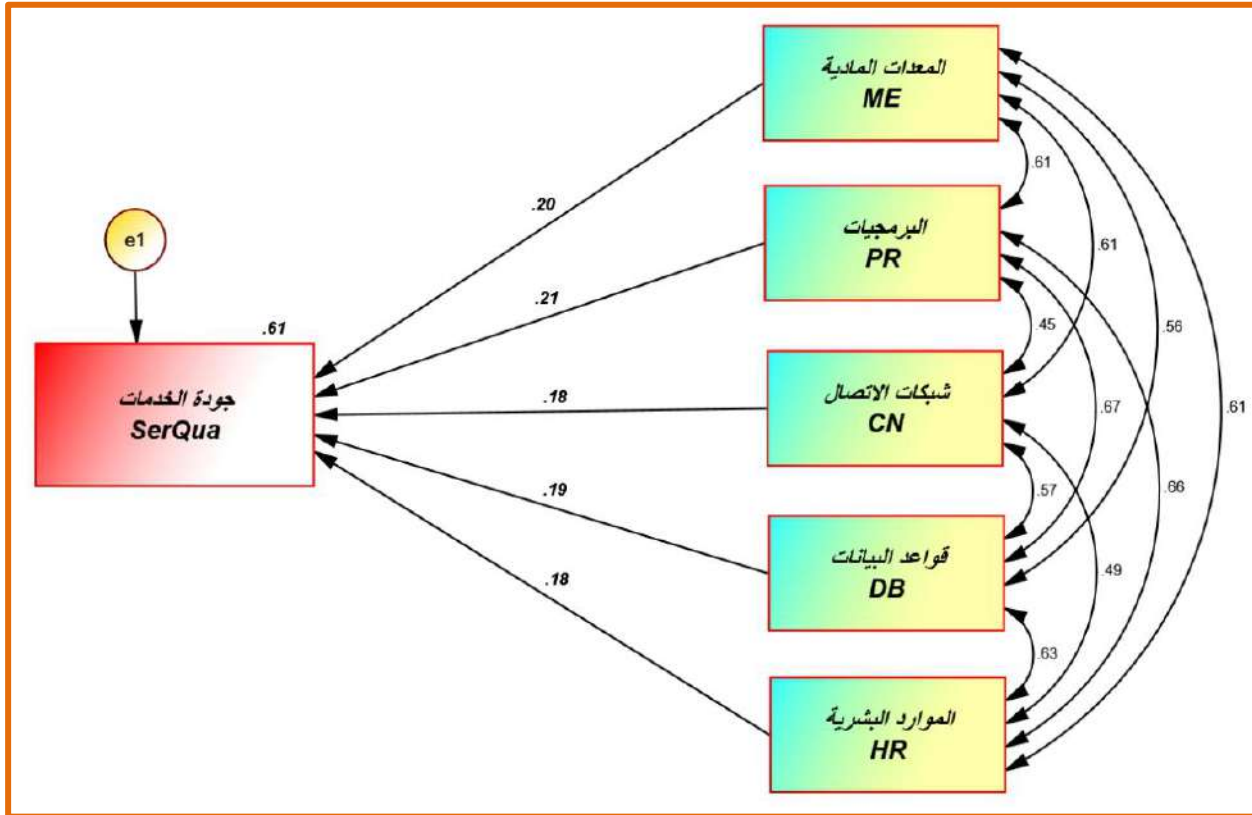 المعدات المادية
ME
.61
.20
البرمجيات
PR
.61
e1
.21
.45
.56
.61
جودة الخدمات
SerQua
.18
شبكات الاتصال
CN
.67
.61
.66
.57
.19
قواعد البيانات
DB
.49
.18
.63
الموارد البشرية
HR